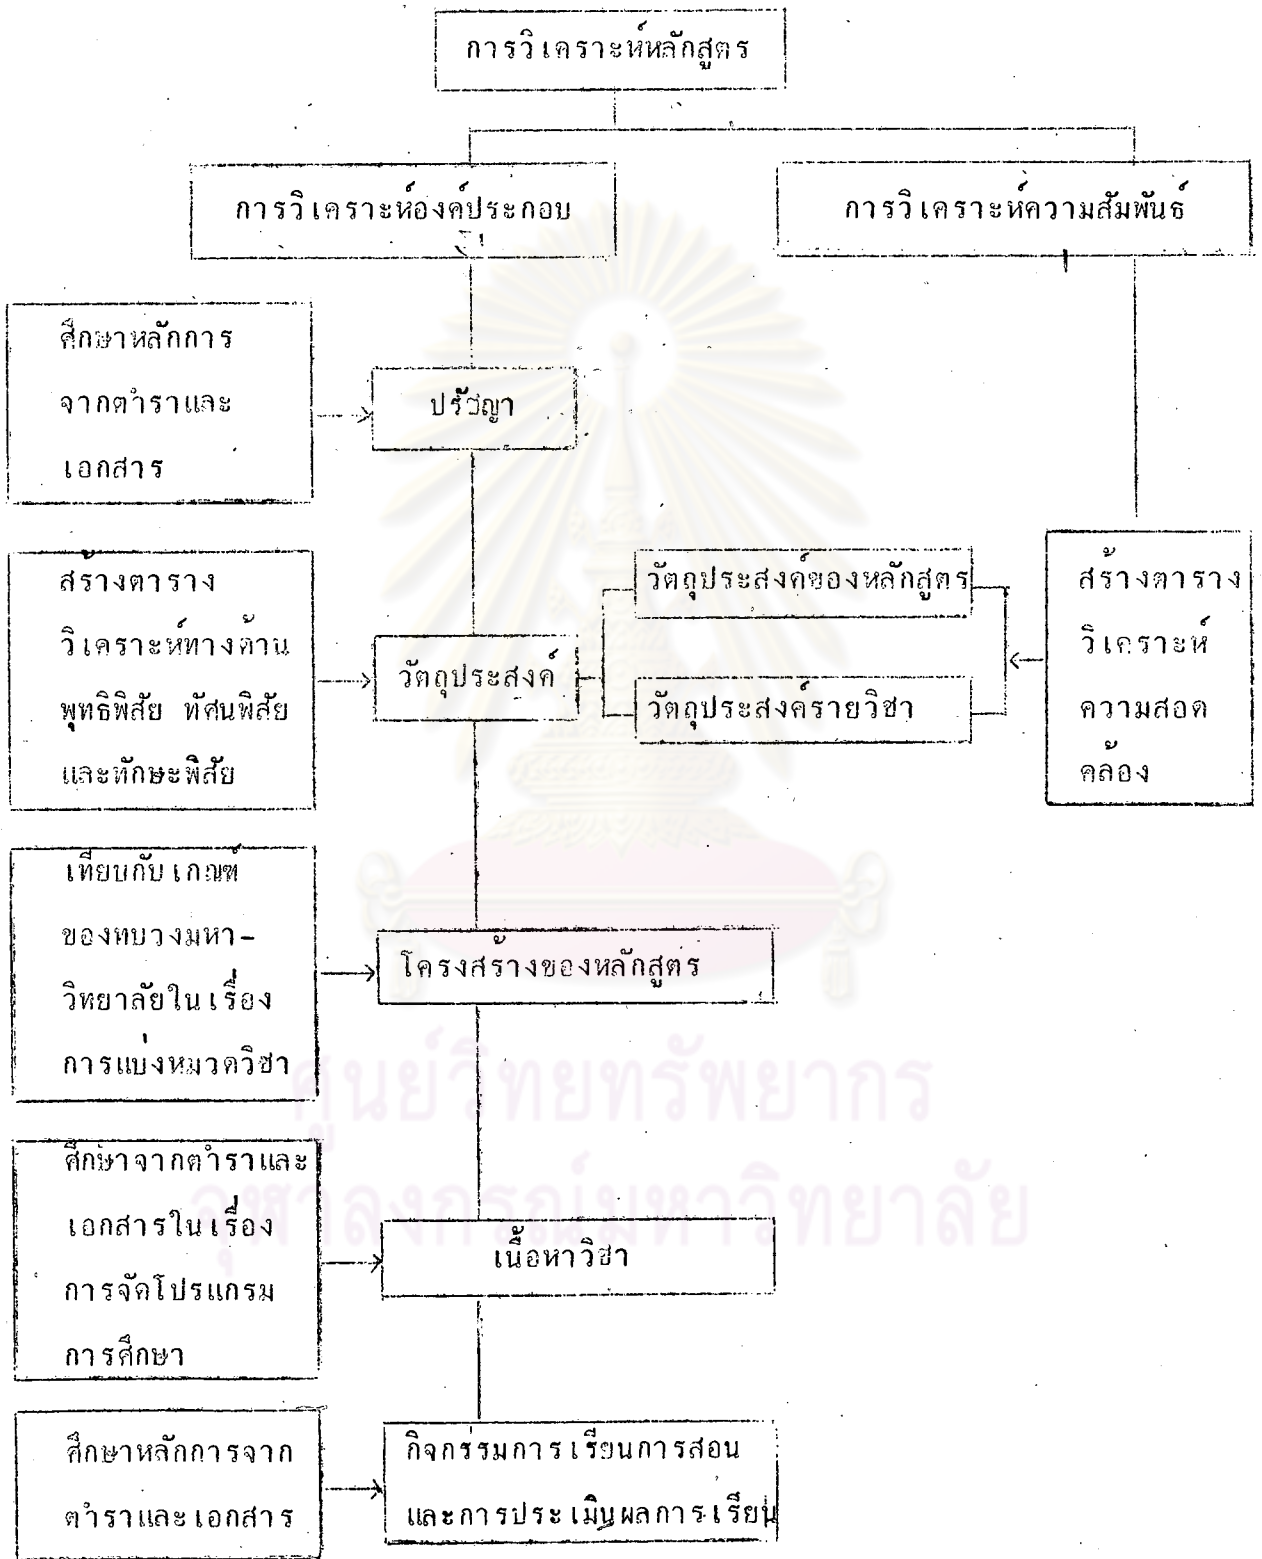 การวิเคราะห์หลักสูตร
การวิเคราะห์องค์ประกอบ
การวิเคราะห์ความสัมพันธ์
ศึกษาหลักการ
จากตำราและ
เอกสาร
ปรัชญา
สร้างตาราง
วิเคราะห์ทางด้าน
พุทธิพิสัย ทัศนพิสัย
และทักษะพิสัย
วัตถุประสงค์
วัตถุประสงค์ของหลักสูตร
วัตถุประสงค์รายวิชา
สร้างตาราง
วิเคราะห์
ความสอด
คล้อง
เทียบกับเกณฑ์
ของทบวงมหา-
วิทยาลัยในเรื่อง
การแบ่งหมวดวิชา
โครงสร้างของหลักสูตร
ศึกษาจากตำราและ
เอกสารในเรื่อง
การจัดโปรแกรม
การศึกษา
เนื้อหาวิชา
ศึกษาหลักการจาก
ตำราและเอกสาร
กิจกรรมการเรียนการสอน
และการประเมินผลการเรียน
ศูนย์วิทยทรัพยากร
จุฬาลงกรณ์มหาวิทยาลัย